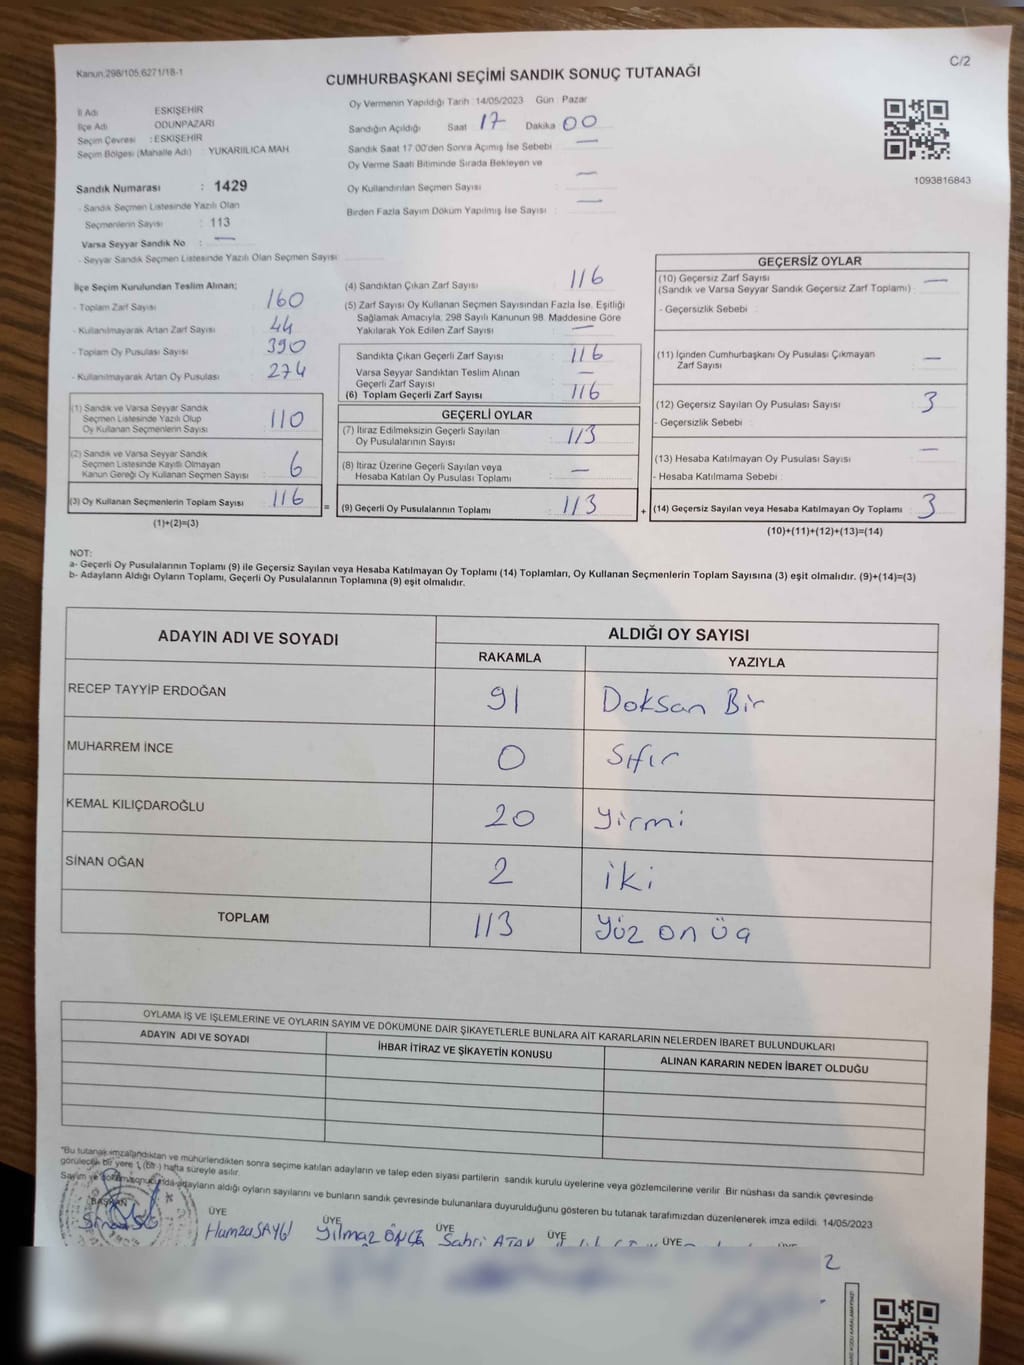 Kanun,298/105,6271/18-1
C/2
CUMHURBAŞKANI SEÇİMİ SANDIK SONUÇ TUTANAĞI
İl Adı ESKİŞEHİR
İlçe Adı ODUNPAZARI
Seçim Çevresi : ESKİŞEHİR
Seçim Bölgesi (Mahalle Adı) YUKARIILICA MAH
Oy Vermenin Yapıldığı Tarih : 14/05/2023 Gün : Pazar
Sandığın Açıldığı Saat 17 Dakika 00
Sandık Saat 17 00'den Sonra Açımış İse Sebebi : —
Oy Verme Saati Bitiminde Sırada Bekleyen ve
Oy Kullandırılan Seçmen Sayısı : —
Birden Fazla Sayım Döküm Yapılmış İse Sayısı : —
1093816843
Sandık Numarası : 1429
- Sandık Seçmen Listesinde Yazılı Olan
Seçmenlerin Sayısı : 113
Varsa Seyyar Sandık No : —
- Seyyar Sandık Seçmen Listesinde Yazılı Olan Seçmen Sayısı
İlçe Seçim Kurulundan Teslim Alınan;
- Toplam Zarf Sayısı 160
- Kullanılmayarak Artan Zarf Sayısı 44
- Toplam Oy Pusulası Sayısı 390
- Kullanılmayarak Artan Oy Pusulası 274
(1) Sandık ve Varsa Seyyar Sandık
Seçmen Listesinde Yazılı Olup
Oy Kullanan Seçmenlerin Sayısı 110
(2) Sandık ve Varsa Seyyar Sandık
Seçmen Listesinde Kayıtlı Olmayan
Kanun Gereği Oy Kullanan Seçmen Sayısı 6
(3) Oy Kullanan Seçmenlerin Toplam Sayısı 116 =
(1)+(2)=(3)
(4) Sandıktan Çıkan Zarf Sayısı 116
(5) Zarf Sayısı Oy Kullanan Seçmen Sayısından Fazla İse, Eşitliği
Sağlamak Amacıyla, 298 Sayılı Kanunun 98. Maddesine Göre
Yakılarak Yok Edilen Zarf Sayısı : —
Sandıkta Çıkan Geçerli Zarf Sayısı 116
Varsa Seyyar Sandıktan Teslim Alınan
Geçerli Zarf Sayısı —
(6) Toplam Geçerli Zarf Sayısı 116
GEÇERLİ OYLAR
(7) İtiraz Edilmeksizin Geçerli Sayılan
Oy Pusulalarının Sayısı 113
(8) İtiraz Üzerine Geçerli Sayılan veya
Hesaba Katılan Oy Pusulası Toplamı —
(9) Geçerli Oy Pusulalarının Toplamı 113 +
GEÇERSİZ OYLAR
(10) Geçersiz Zarf Sayısı
(Sandık ve Varsa Seyyar Sandık Geçersiz Zarf Toplamı) —
- Geçersizlik Sebebi :
(11) İçinden Cumhurbaşkanı Oy Pusulası Çıkmayan
Zarf Sayısı —
(12) Geçersiz Sayılan Oy Pusulası Sayısı 3
- Geçersizlik Sebebi :
(13) Hesaba Katılmayan Oy Pusulası Sayısı —
- Hesaba Katılmama Sebebi :
(14) Geçersiz Sayılan veya Hesaba Katılmayan Oy Toplamı 3
(10)+(11)+(12)+(13)=(14)
NOT:
a- Geçerli Oy Pusulalarının Toplamı (9) ile Geçersiz Sayılan veya Hesaba Katılmayan Oy Toplamı (14) Toplamları, Oy Kullanan Seçmenlerin Toplam Sayısına (3) eşit olmalıdır. (9)+(14)=(3)
b- Adayların Aldığı Oyların Toplamı, Geçerli Oy Pusulalarının Toplamına (9) eşit olmalıdır.
ADAYIN ADI VE SOYADI
ALDIĞI OY SAYISI
RAKAMLA YAZIYLA
RECEP TAYYİP ERDOĞAN 91 Doksan Bir
MUHARREM İNCE 0 Sıfır
KEMAL KILIÇDAROĞLU 20 Yirmi
SİNAN OĞAN 2 iki
TOPLAM 113 Yüz on üç
OYLAMA İŞ VE İŞLEMLERİNE VE OYLARIN SAYIM VE DÖKÜMÜNE DAİR ŞİKAYETLERLE BUNLARA AİT KARARLARIN NELERDEN İBARET BULUNDUKLARI
ADAYIN ADI VE SOYADI İHBAR İTİRAZ VE ŞİKAYETİN KONUSU ALINAN KARARIN NEDEN İBARET OLDUĞU
"Bu tutanak imzalandıktan ve mühürlendikten sonra seçime katılan adayların ve talep eden siyasi partilerin sandık kurulu üyelerine veya gözlemcilerine verilir. Bir nüshası da sandık çevresinde
görülecek bir yere 1 (bir) hafta süreyle asılır.
Sayım ve döküm sonucunda adayların aldığı oyların sayılarını ve bunların sandık çevresinde bulunanlara duyurulduğunu gösteren bu tutanak tarafımızdan düzenlenerek imza edildi. 14/05/2023
BAŞKAN ÜYE ÜYE ÜYE ÜYE
Hamza SAYGI Yılmaz ÖNCE Sabri ATAY